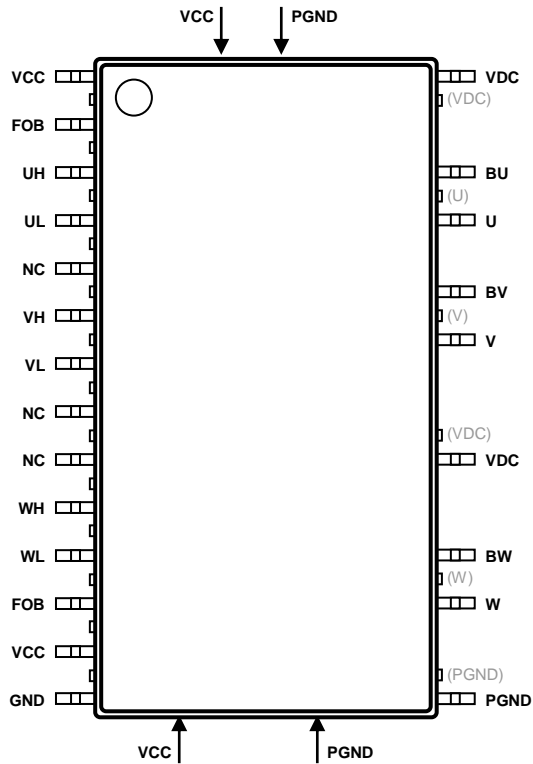 VCC PGND
VCC VDC
(VDC)
FOB
UH BU
(U)
UL U
NC
BV
VH (V)
V
VL
NC
(VDC)
NC VDC
WH
WL BW
(W)
FOB W
VCC
(PGND)
GND PGND
VCC PGND